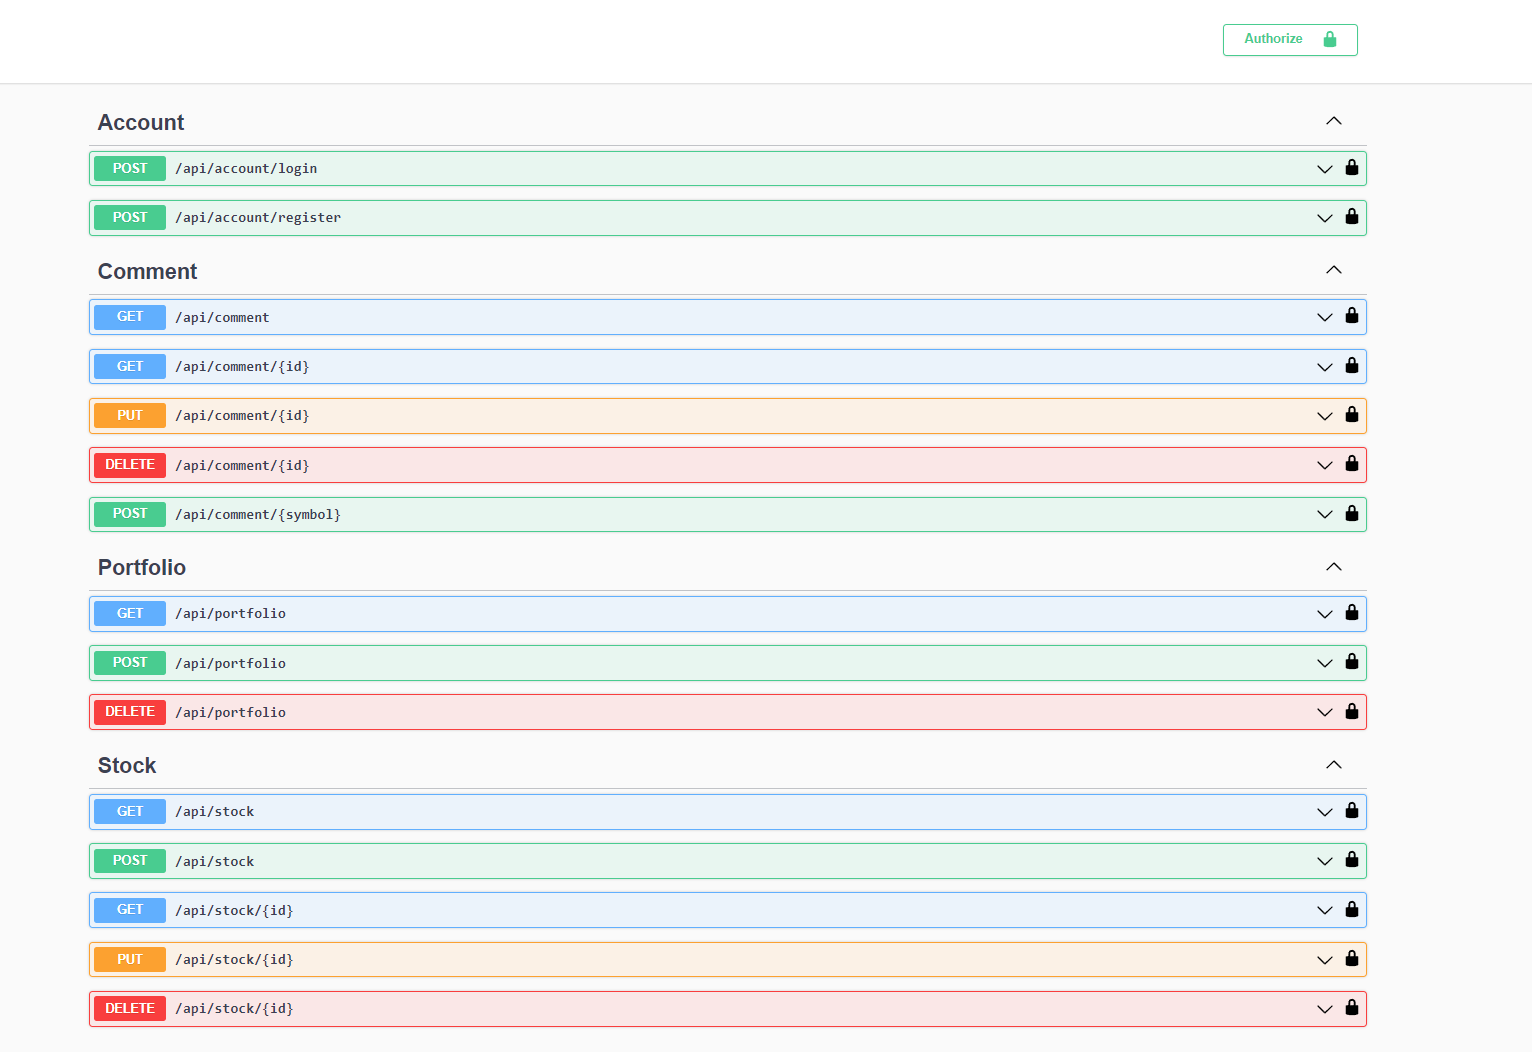 Authorize
Account
POST /api/account/login
POST /api/account/register
Comment
GET /api/comment
GET /api/comment/{id}
PUT /api/comment/{id}
DELETE /api/comment/{id}
POST /api/comment/{symbol}
Portfolio
GET /api/portfolio
POST /api/portfolio
DELETE /api/portfolio
Stock
GET /api/stock
POST /api/stock
GET /api/stock/{id}
PUT /api/stock/{id}
DELETE /api/stock/{id}